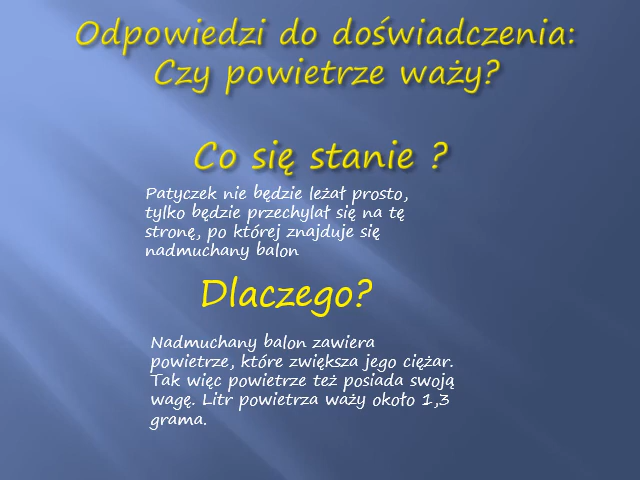 Odpowiedzi do doświadczenia:
Czy powietrze waży?
Co się stanie ?
Patyczek nie będzie leżał prosto,
tylko będzie przechylał się na tę
stronę, po której znajduje się
nadmuchany balon
Dlaczego?
Nadmuchany balon zawiera
powietrze, które zwiększa jego ciężar.
Tak więc powietrze też posiada swoją
wagę. Litr powietrza waży około 1,3
grama.